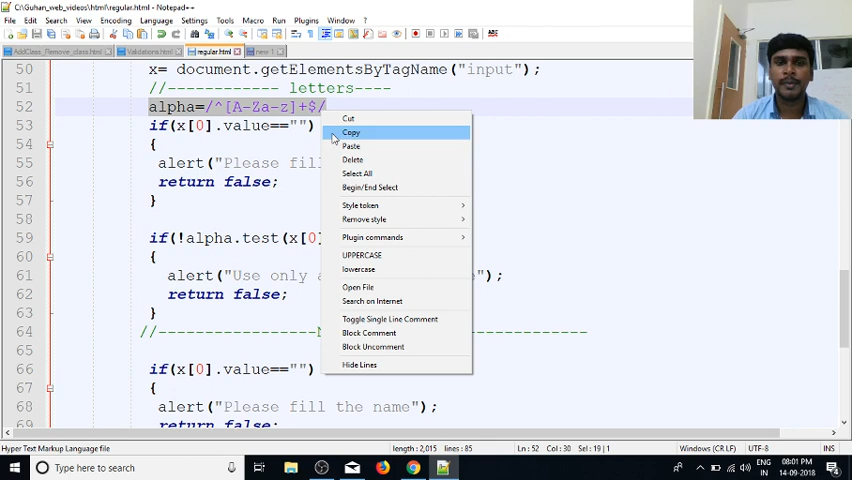 C:\Guhan_web_videos\html\regular.html - Notepad++
File Edit Search View Encoding Language Settings Tools Macro Run Plugins Window ?
AddClass_Remove_class.html Validations.html regular.html new 1
50 x= document.getElementsByTagName("input");
51 //------------ letters----
52 alpha=/^[A-Za-z]+$/
53 if(x[0].value=="")
54 {
55 alert("Please fill
56 return false;
57 }
58
59 if(!alpha.test(x[0]
60 {
61 alert("Use only a e");
62 return false;
63 }
64 //-----------------N--------------------------
65
66 if(x[0].value=="")
67 {
68 alert("Please fill the name");
69 return false;
Cut
Copy
Paste
Delete
Select All
Begin/End Select
Style token
Remove style
Plugin commands
UPPERCASE
lowercase
Open File
Search on Internet
Toggle Single Line Comment
Block Comment
Block Uncomment
Hide Lines
Hyper Text Markup Language file length : 2,015 lines : 85 Ln : 52 Col : 30 Sel : 19 | 1 Windows (CR LF) UTF-8 INS
Type here to search
ENG
IN
08:01 PM
14-09-2018